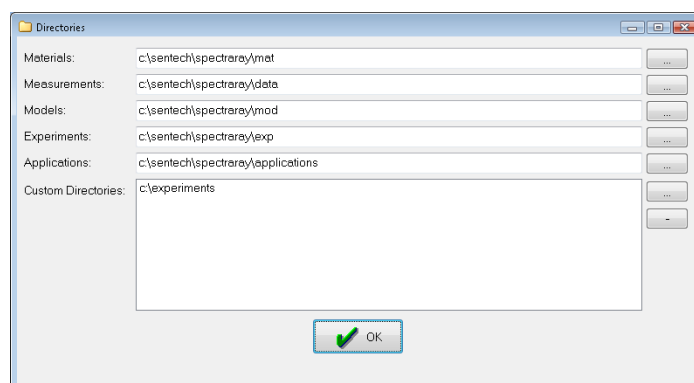 Directories
Materials: c:\sentech\spectraray\mat ...
Measurements: c:\sentech\spectraray\data ...
Models: c:\sentech\spectraray\mod ...
Experiments: c:\sentech\spectraray\exp ...
Applications: c:\sentech\spectraray\applications ...
Custom Directories: c:\experiments ...
-
OK